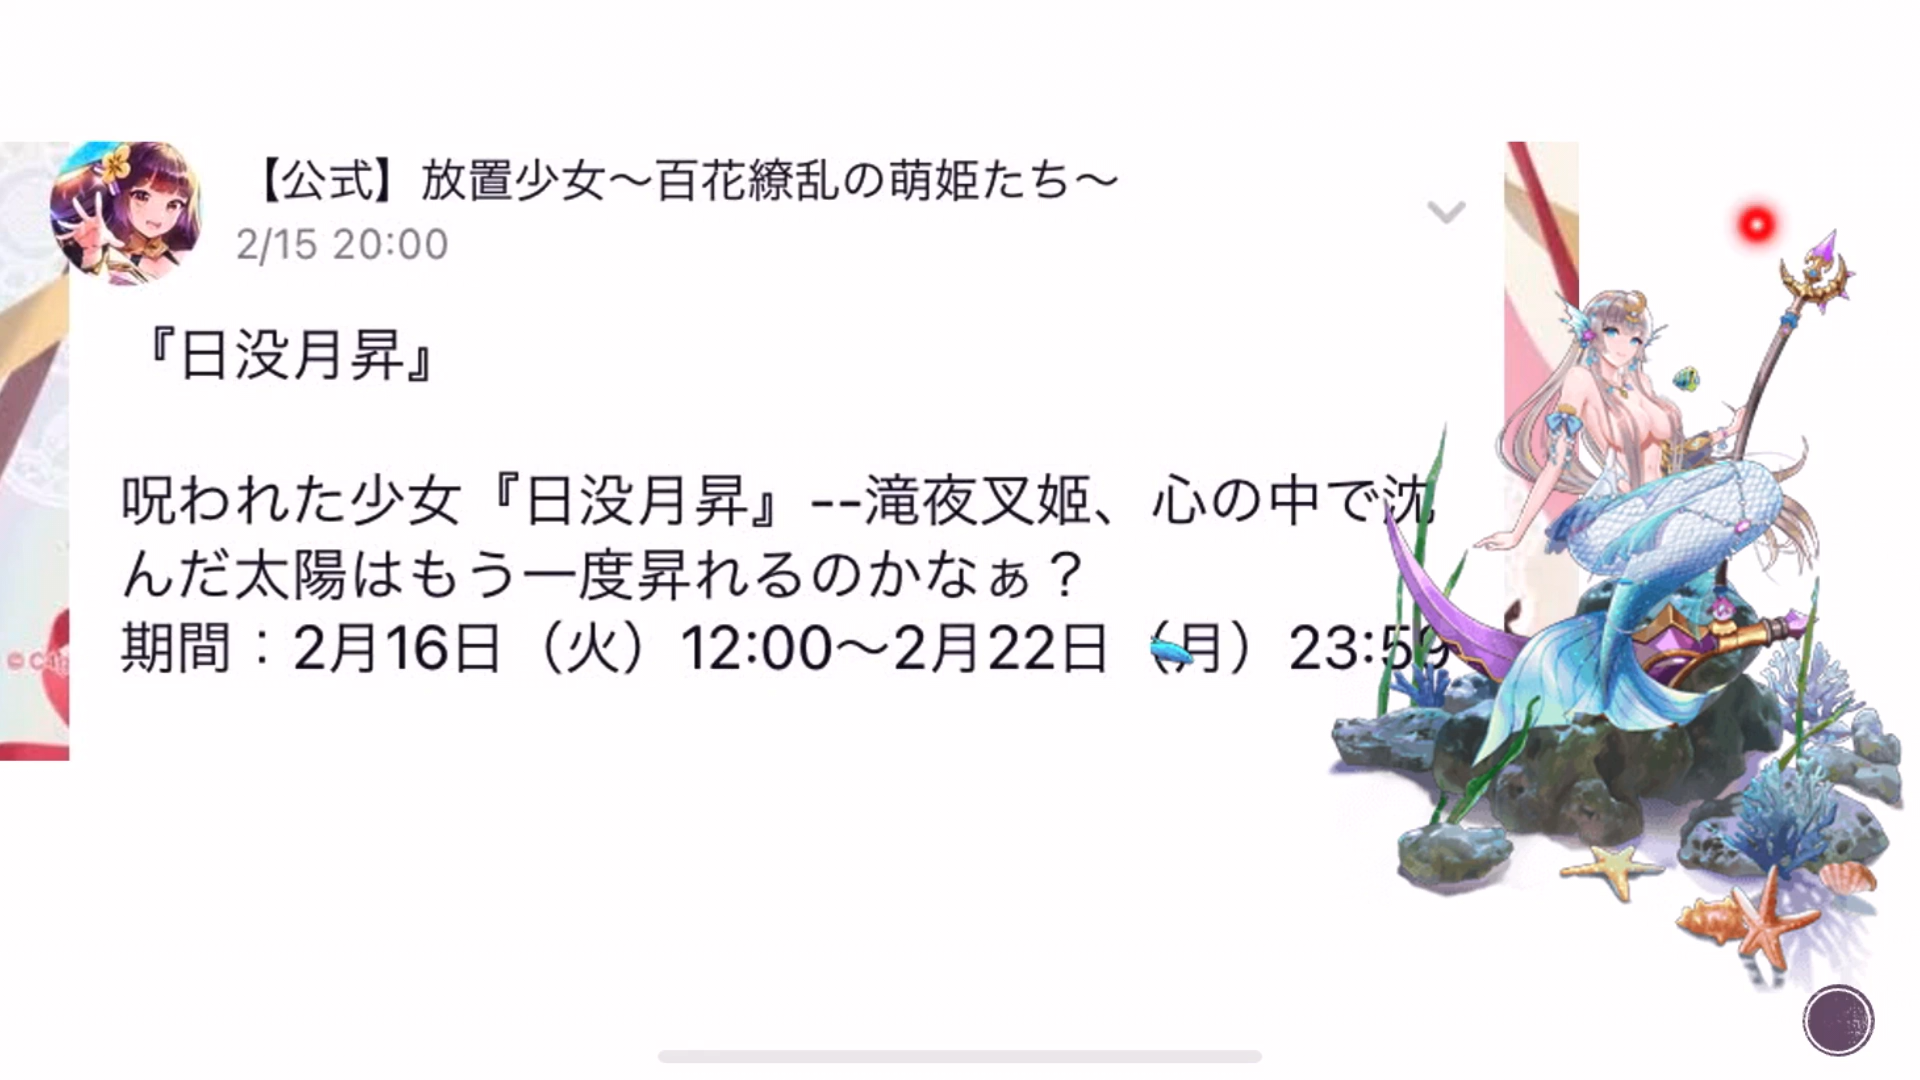 【公式】放置少女〜百花繚乱の萌姫たち〜
2/15 20:00
『日没月昇』
呪われた少女『日没月昇』--滝夜叉姫、心の中で沈
んだ太陽はもう一度昇れるのかなぁ？
期間：2月16日（火）12:00〜2月22日（月）23:59